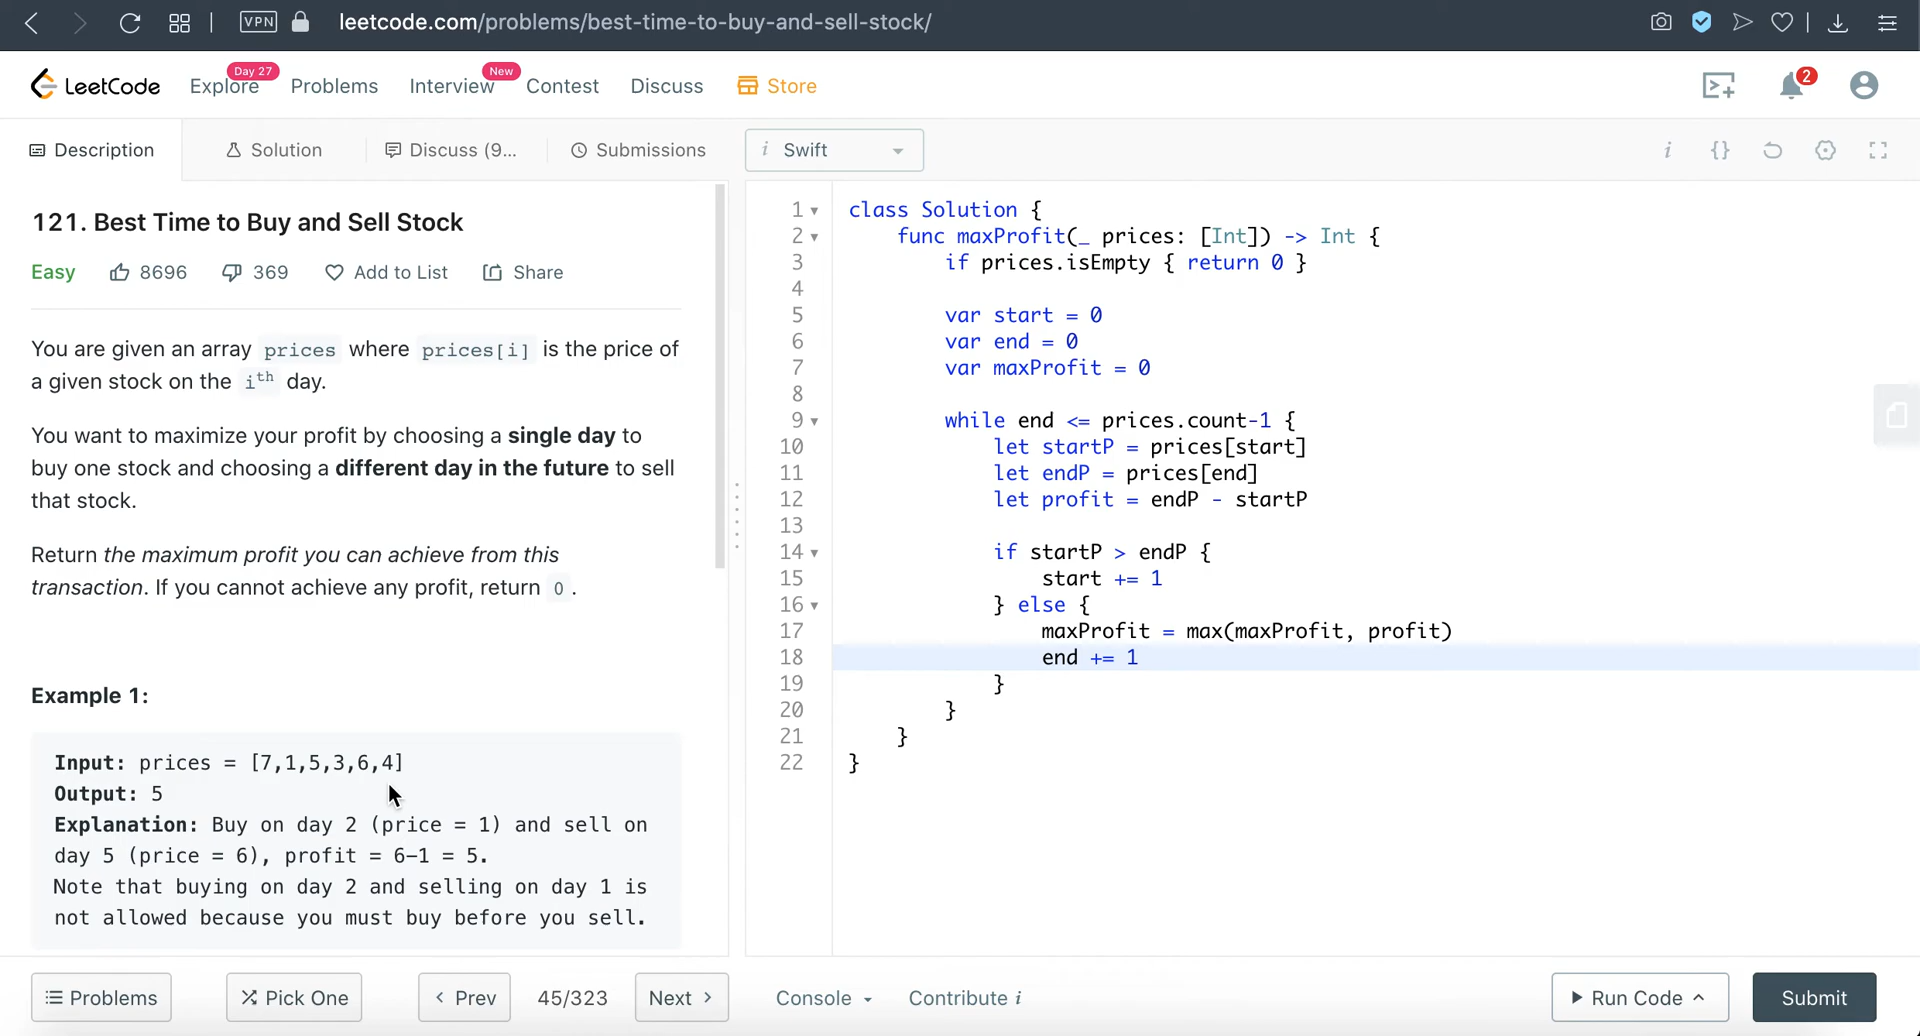 VPN leetcode.com/problems/best-time-to-buy-and-sell-stock/
LeetCode Explore Day 27 Problems Interview New Contest Discuss Store 2
Description Solution Discuss (9... Submissions
i Swift i {}
121. Best Time to Buy and Sell Stock
Easy 8696 369 Add to List Share
You are given an array prices where prices[i] is the price of
a given stock on the ith day.
You want to maximize your profit by choosing a single day to
buy one stock and choosing a different day in the future to sell
that stock.
Return the maximum profit you can achieve from this
transaction. If you cannot achieve any profit, return 0 .
Example 1:
Input: prices = [7,1,5,3,6,4]
Output: 5
Explanation: Buy on day 2 (price = 1) and sell on
day 5 (price = 6), profit = 6-1 = 5.
Note that buying on day 2 and selling on day 1 is
not allowed because you must buy before you sell.
1 class Solution {
2 func maxProfit(_ prices: [Int]) -> Int {
3 if prices.isEmpty { return 0 }
4
5 var start = 0
6 var end = 0
7 var maxProfit = 0
8
9 while end <= prices.count-1 {
10 let startP = prices[start]
11 let endP = prices[end]
12 let profit = endP - startP
13
14 if startP > endP {
15 start += 1
16 } else {
17 maxProfit = max(maxProfit, profit)
18 end += 1
19 }
20 }
21 }
22 }
Problems Pick One Prev 45/323 Next Console Contribute i Run Code Submit